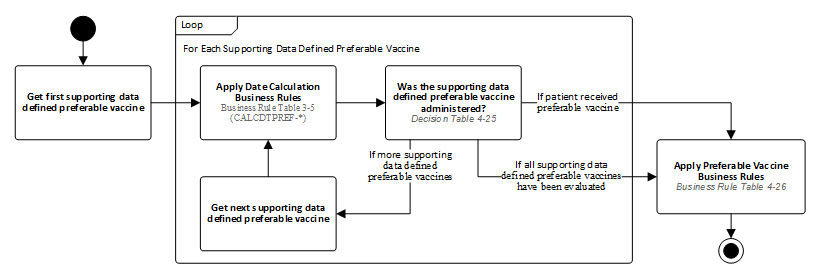 Loop
For Each Supporting Data Defined Preferable Vaccine
Get first supporting data
defined preferable vaccine
Apply Date Calculation
Business Rules
Business Rule Table 3-5
(CALCDTPREF-*)
Was the supporting data
defined preferable vaccine
administered?
Decision Table 4-25
If patient received
preferable vaccine
If more supporting
data defined
preferable vaccines
If all supporting data
defined preferable vaccines
have been evaluated
Get next supporting data
defined preferable vaccine
Apply Preferable Vaccine
Business Rules
Business Rule Table 4-26